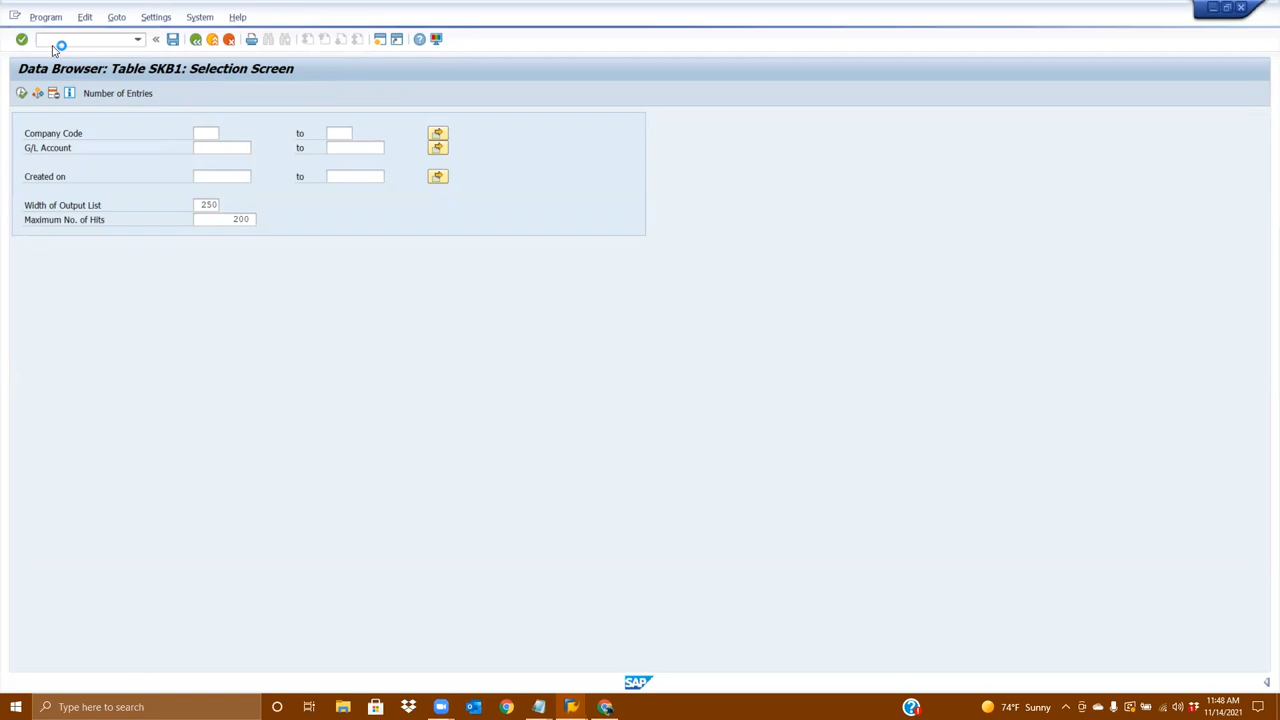 Program Edit Goto Settings System Help
Data Browser: Table SKB1: Selection Screen
Number of Entries
Company Code to
G/L Account to
Created on to
Width of Output List 250
Maximum No. of Hits 200
SAP
Type here to search
74°F Sunny
11:48 AM
11/14/2021